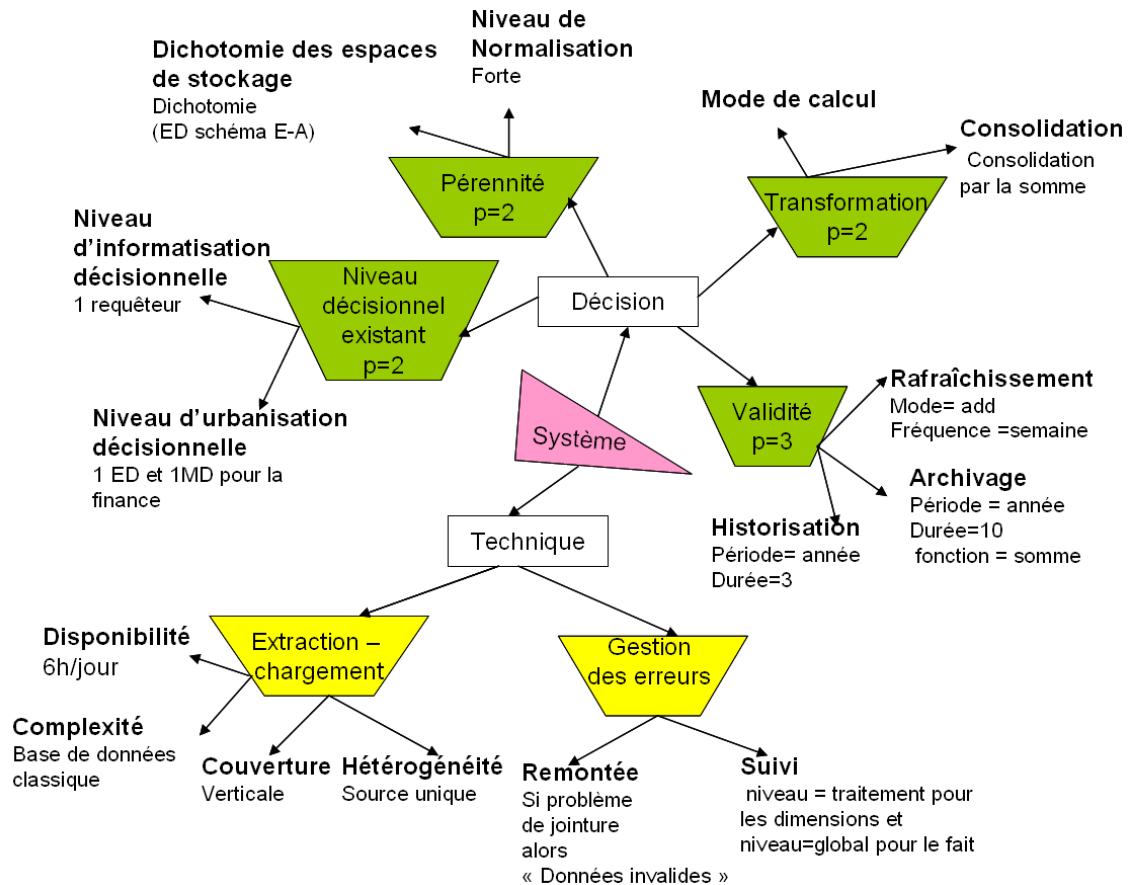 Niveau de
Normalisation
Forte
Dichotomie des espaces
de stockage
Dichotomie
(ED schéma E-A)
Mode de calcul
Consolidation
Consolidation
par la somme
Pérennité
p=2
Transformation
p=2
Niveau
d’informatisation
décisionnelle
1 requêteur
Niveau
décisionnel
existant
p=2
Décision
Niveau d’urbanisation
décisionnelle
1 ED et 1MD pour la
finance
Système
Validité
p=3
Rafraîchissement
Mode= add
Fréquence =semaine
Archivage
Période = année
Durée=10
fonction = somme
Historisation
Période= année
Durée=3
Technique
Disponibilité
6h/jour
Extraction –
chargement
Gestion
des erreurs
Complexité
Base de données
classique
Couverture
Verticale
Hétérogénéité
Source unique
Remontée
Si problème
de jointure
alors
« Données invalides »
Suivi
niveau = traitement pour
les dimensions et
niveau=global pour le fait